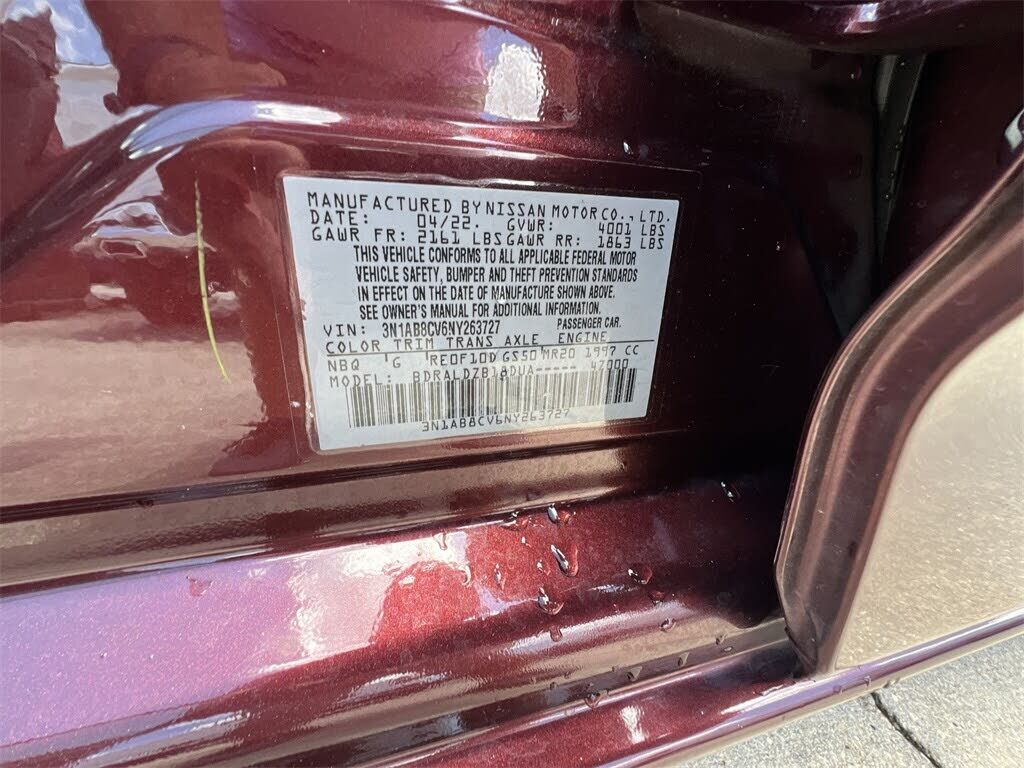 MANUFACTURED BY NISSAN MOTOR CO., LTD.
DATE: 04/22. GVWR: 4001 LBS
GAWR FR: 2161 LBS GAWR RR: 1863 LBS
THIS VEHICLE CONFORMS TO ALL APPLICABLE FEDERAL MOTOR
VEHICLE SAFETY, BUMPER AND THEFT PREVENTION STANDARDS
IN EFFECT ON THE DATE OF MANUFACTURE SHOWN ABOVE.
SEE OWNER'S MANUAL FOR ADDITIONAL INFORMATION.
VIN: 3N1AB8CV6NY263727 PASSENGER CAR.
COLOR TRIM TRANS AXLE ENGINE
NBQ 'G RE0F10D GS50 MR20 1997 CC
MODEL: BDRALDZB18DUA----- 47000
3N1AB8CV6NY263727